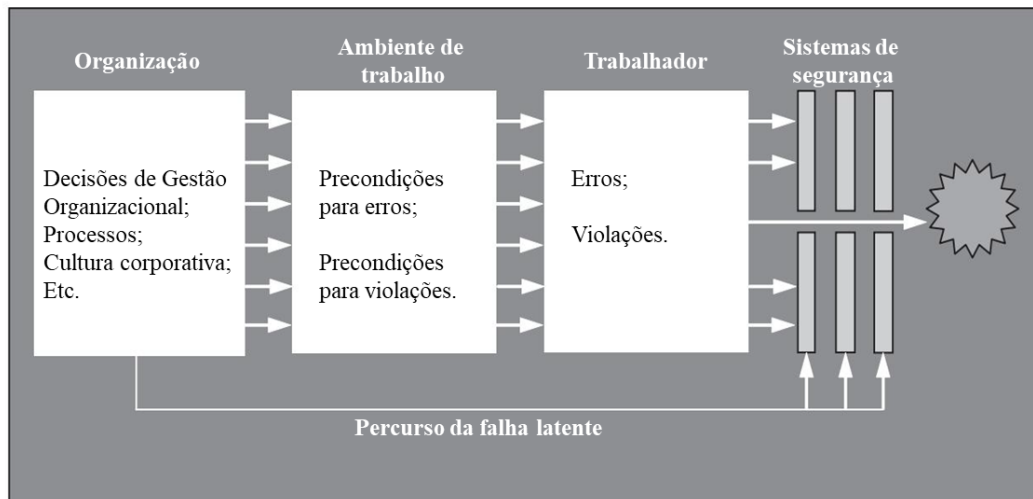 Organização
Ambiente de
trabalho
Trabalhador
Sistemas de
segurança
Decisões de Gestão
Organizacional;
Processos;
Cultura corporativa;
Etc.
Precondições
para erros;
Precondições
para violações.
Erros;
Violações.
Percurso da falha latente